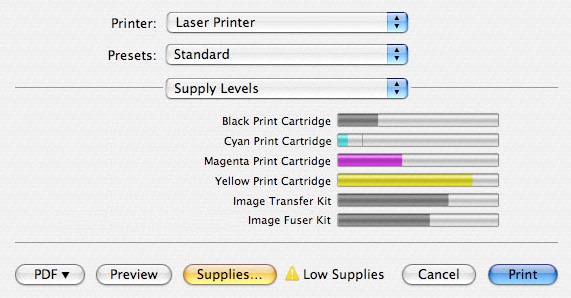 Printer: Laser Printer
Presets: Standard
Supply Levels
Black Print Cartridge
Cyan Print Cartridge
Magenta Print Cartridge
Yellow Print Cartridge
Image Transfer Kit
Image Fuser Kit
PDF ▼ Preview Supplies... Low Supplies Cancel Print